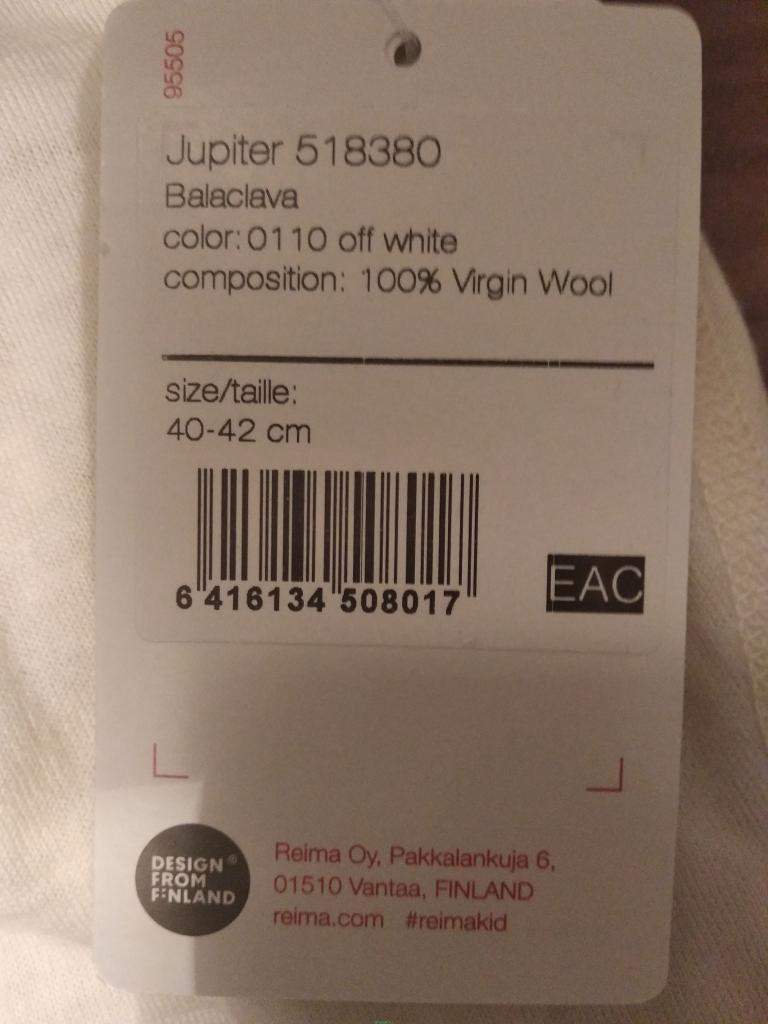 95505
Jupiter 518380
Balaclava
color: 0110 off white
composition: 100% Virgin Wool
size/taille:
40-42 cm
6 416134 508017
EAC
DESIGN ®
FROM
FINLAND
Reima Oy, Pakkalankuja 6,
01510 Vantaa, FINLAND
reima.com #reimakid